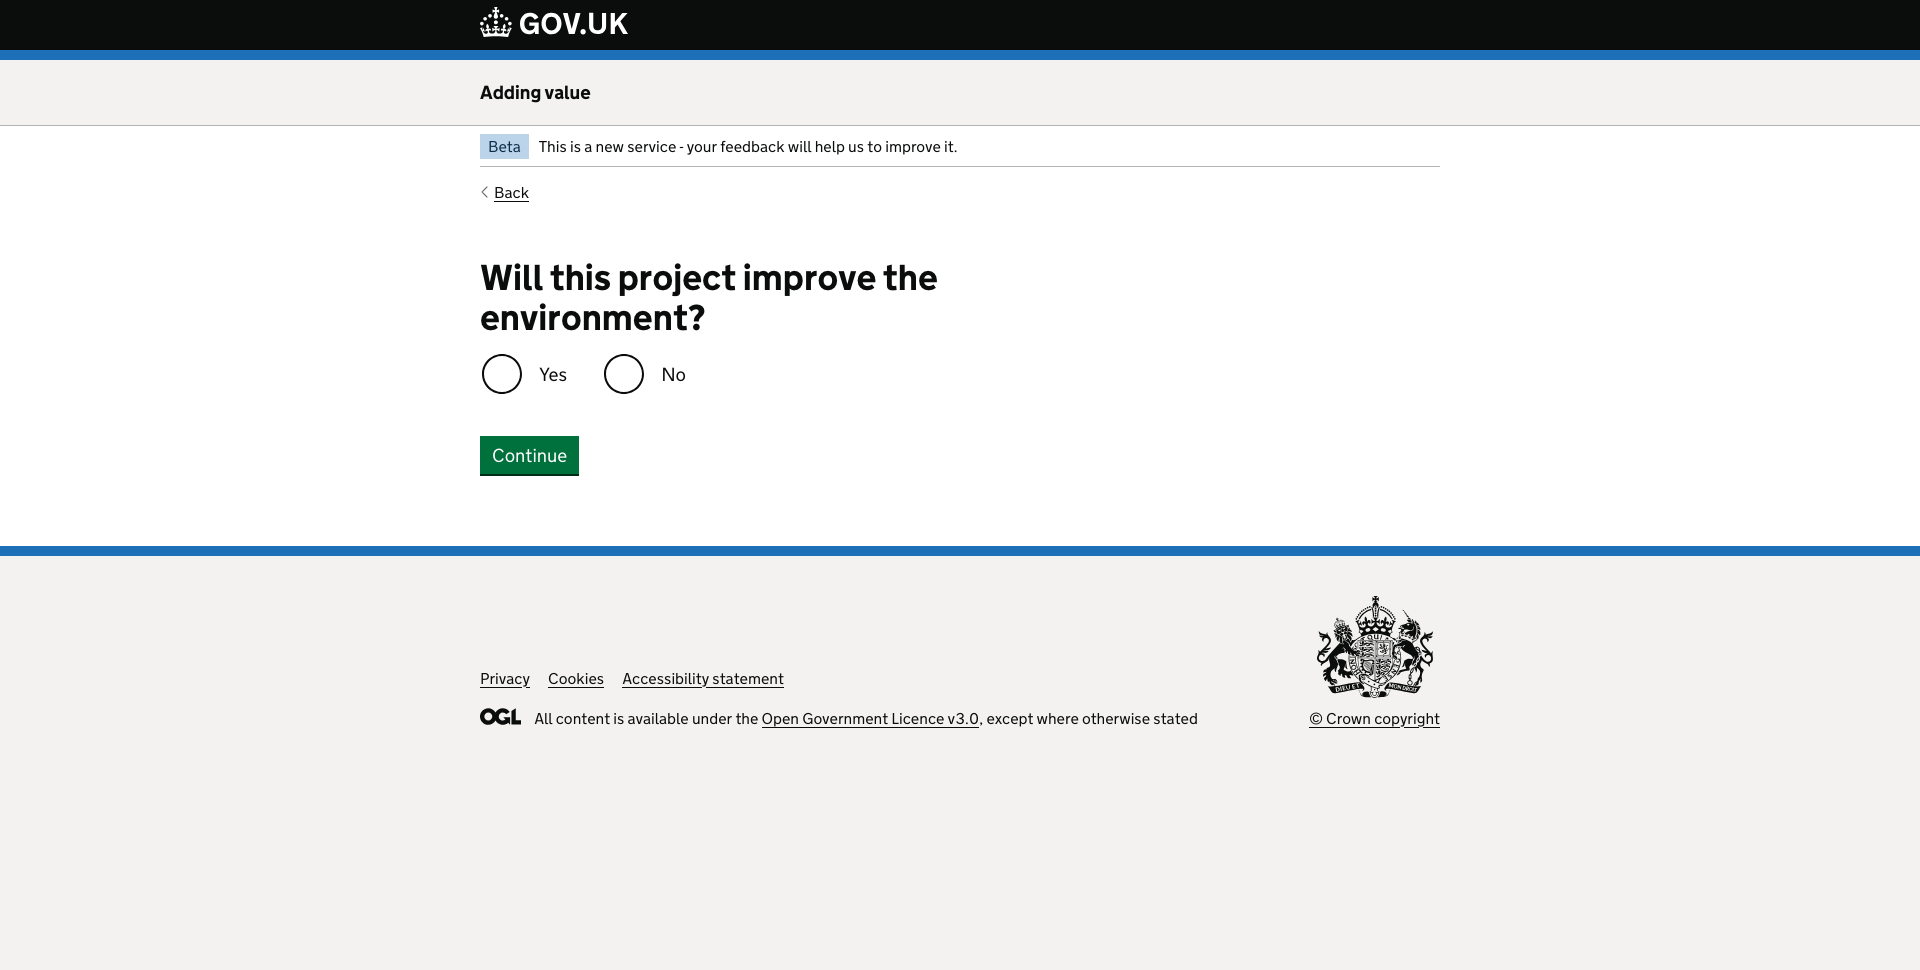 GOV.UK
Adding value
Beta This is a new service - your feedback will help us to improve it.
Back
Will this project improve the
environment?
Yes No
Continue
Privacy Cookies Accessibility statement
OGL All content is available under the Open Government Licence v3.0, except where otherwise stated
© Crown copyright